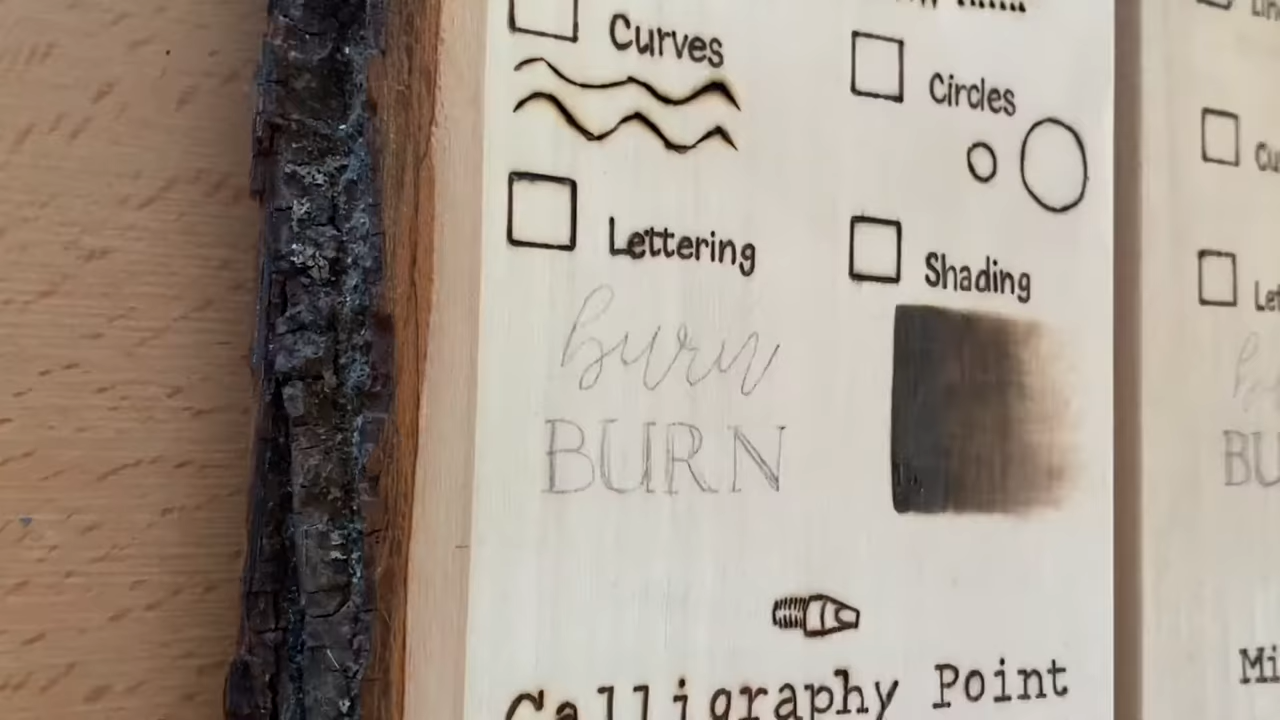 Curves
Circles
Lettering
Shading
burn
BURN
Calligraphy Point